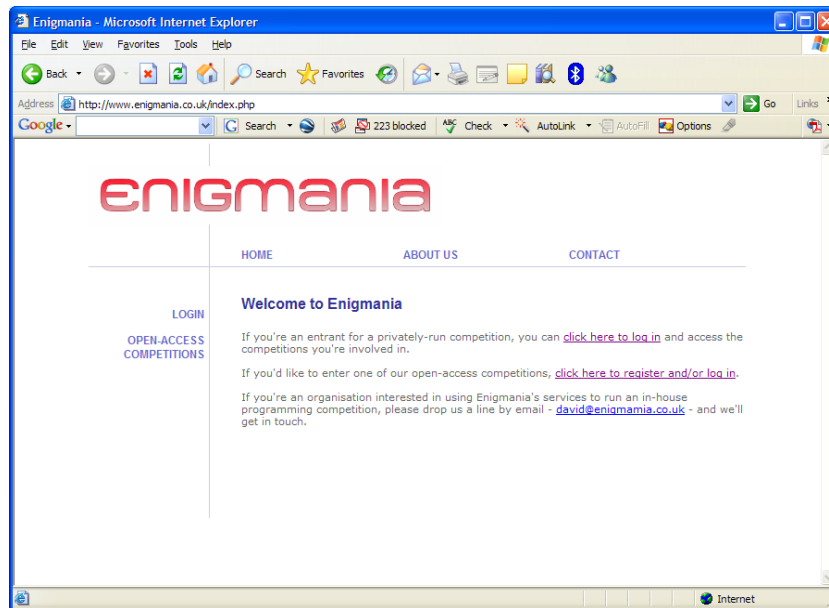 Enigmania - Microsoft Internet Explorer
File Edit View Favorites Tools Help
Back Search Favorites
Address http://www.enigmania.co.uk/index.php Go Links
Google Search 223 blocked ABC Check AutoLink AutoFill Options
ENIGMANIA
HOME ABOUT US CONTACT
LOGIN
OPEN-ACCESS
COMPETITIONS
Welcome to Enigmania
If you're an entrant for a privately-run competition, you can click here to log in and access the
competitions you're involved in.
If you'd like to enter one of our open-access competitions, click here to register and/or log in.
If you're an organisation interested in using Enigmania's services to run an in-house
programming competition, please drop us a line by email - david@enigmamia.co.uk - and we'll
get in touch.
Internet